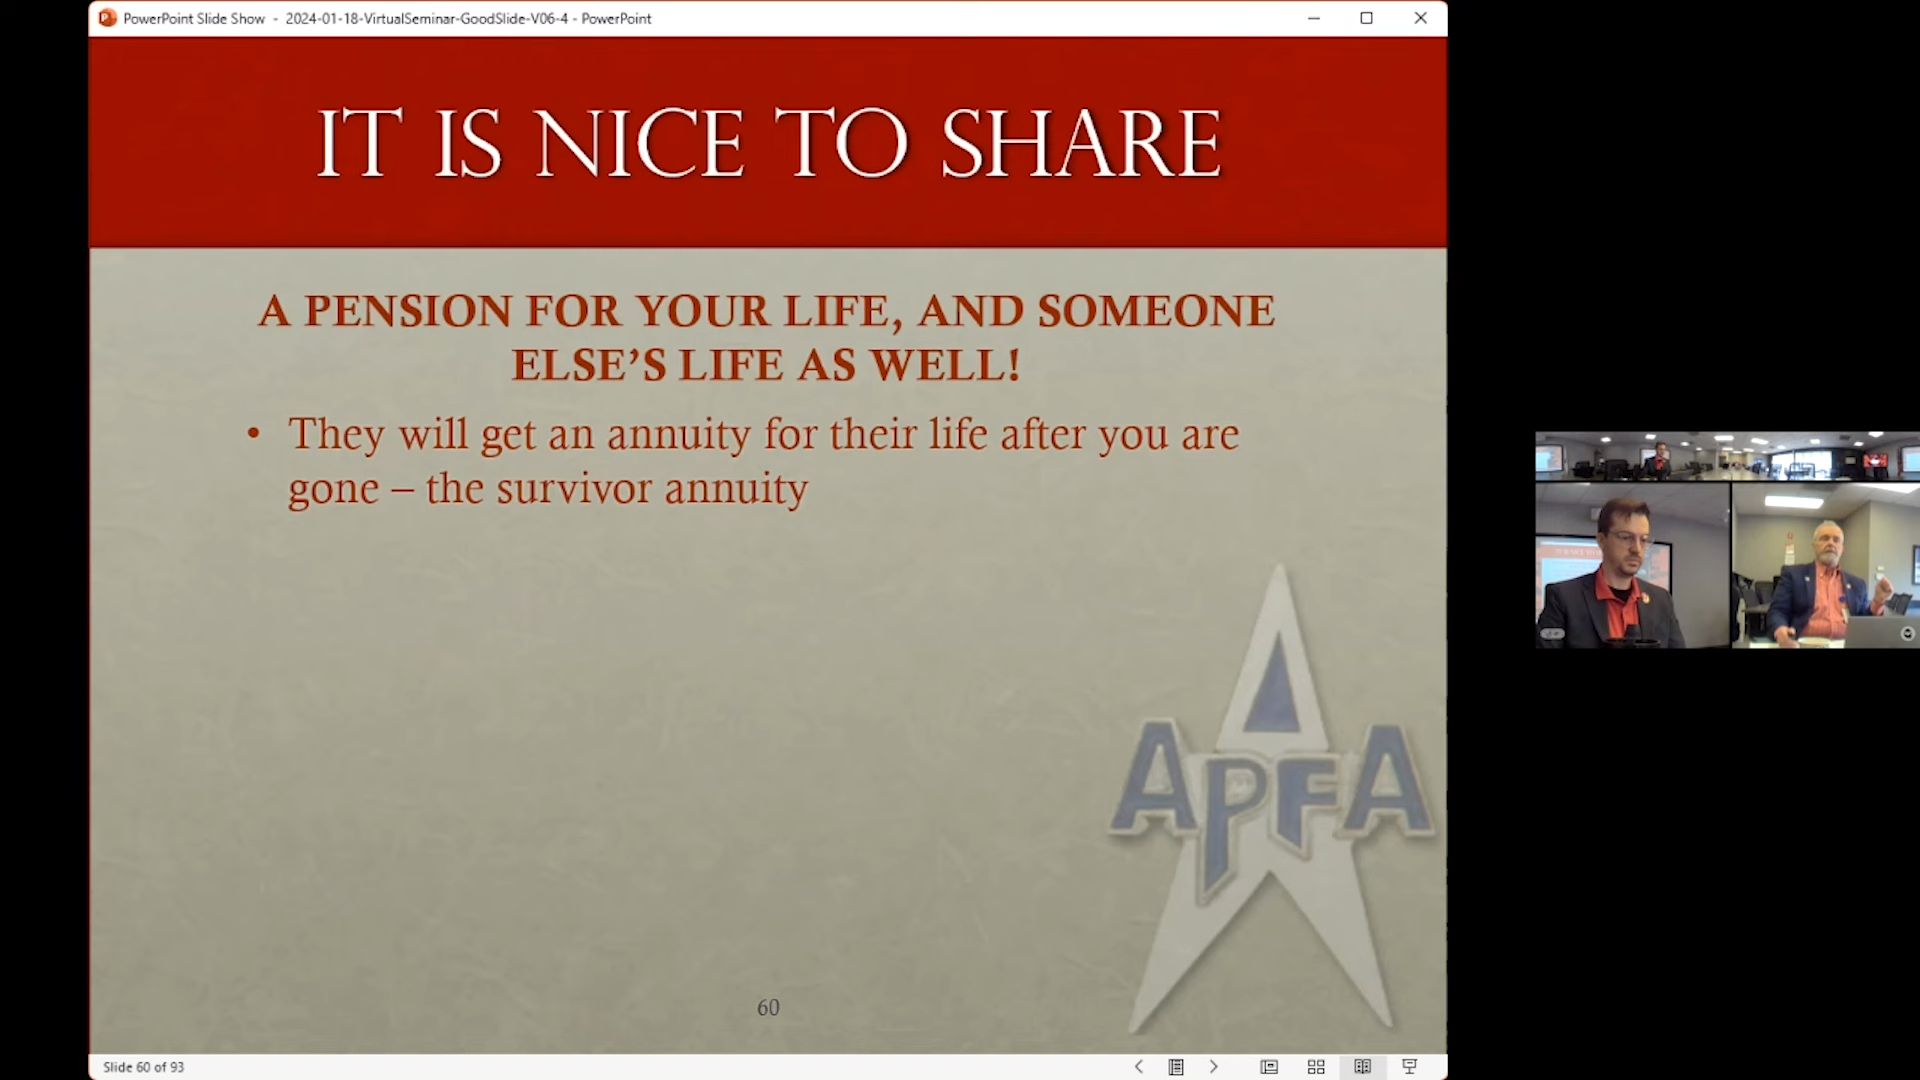 PowerPoint Slide Show - 2024-01-18-VirtualSeminar-GoodSlide-V06-4 - PowerPoint
IT IS NICE TO SHARE
A PENSION FOR YOUR LIFE, AND SOMEONE
ELSE’S LIFE AS WELL!
• They will get an annuity for their life after you are
gone – the survivor annuity
APFA
60
Slide 60 of 93